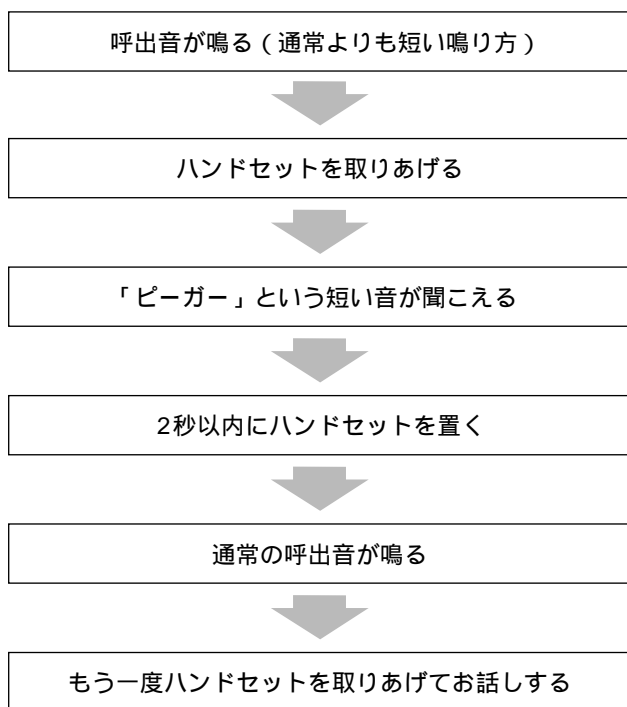 呼出音が鳴る（通常よりも短い鳴り方）
ハンドセットを取りあげる
「ピーガー」という短い音が聞こえる
2秒以内にハンドセットを置く
通常の呼出音が鳴る
もう一度ハンドセットを取りあげてお話しする